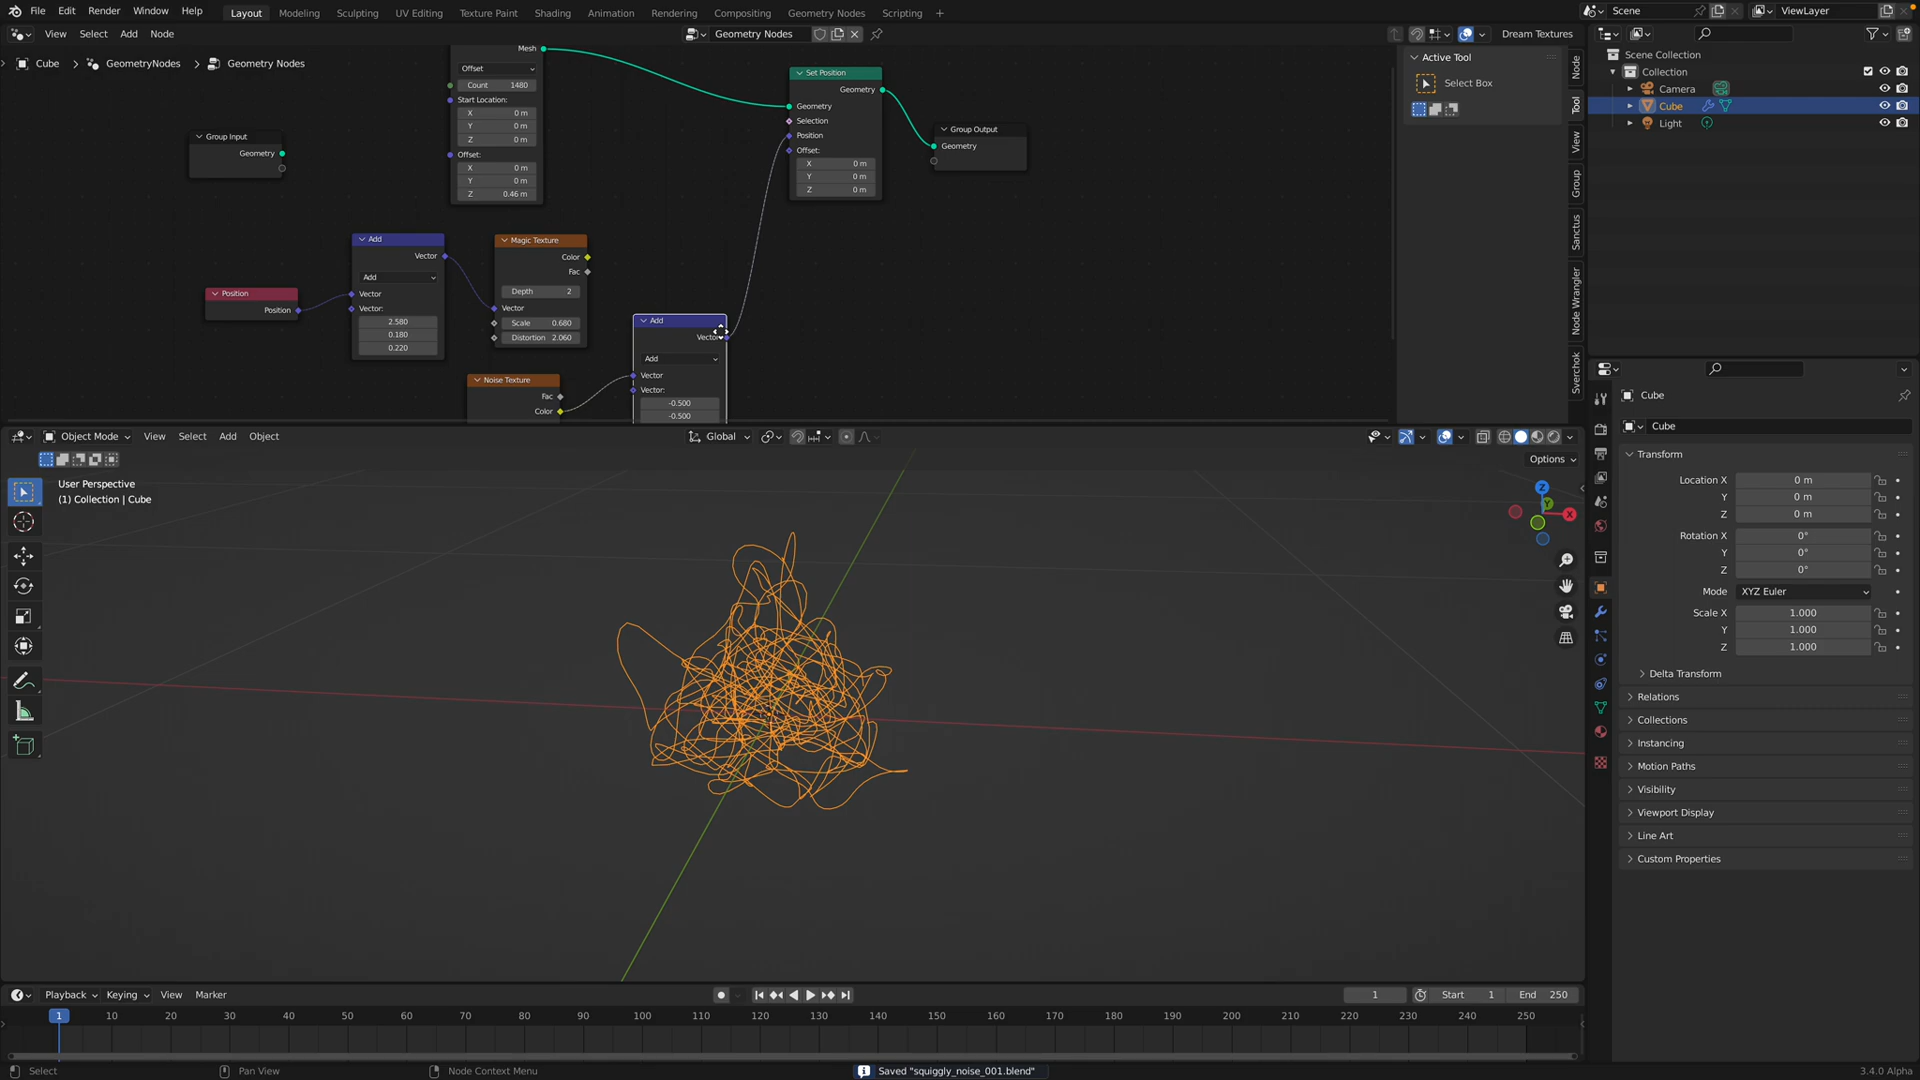 File Edit Render Window Help Layout Modeling Sculpting UV Editing Texture Paint Shading Animation Rendering Compositing Geometry Nodes Scripting + Scene ViewLayer
View Select Add Node Geometry Nodes Dream Textures
Cube > GeometryNodes > Geometry Nodes
Mesh
Offset
Count 1480
Start Location:
X 0 m
Y 0 m
Z 0 m
Offset:
X 0 m
Y 0 m
Z 0.46 m
Group Input
Geometry
Set Position
Geometry
Geometry
Selection
Position
Offset:
X 0 m
Y 0 m
Z 0 m
Group Output
Geometry
Position
Position
Add
Vector
Add
Vector
Vector:
2.580
0.180
0.220
Magic Texture
Color
Fac
Depth 2
Vector
Scale 0.680
Distortion 2.060
Noise Texture
Fac
Color
Add
Vector
Add
Vector
Vector:
-0.500
-0.500
Active Tool
Select Box
Node
Tool
View
Group
Sanctus
Node Wrangler
Sverchok
Scene Collection
Collection
Camera
Cube
Light
Object Mode View Select Add Object Global
Options
User Perspective
(1) Collection | Cube
Z
Y
X
Cube
Cube
Transform
Location X 0 m
Y 0 m
Z 0 m
Rotation X 0°
Y 0°
Z 0°
Mode XYZ Euler
Scale X 1.000
Y 1.000
Z 1.000
Delta Transform
Relations
Collections
Instancing
Motion Paths
Visibility
Viewport Display
Line Art
Custom Properties
Playback Keying View Marker 1 Start 1 End 250
1 10 20 30 40 50 60 70 80 90 100 110 120 130 140 150 160 170 180 190 200 210 220 230 240 250
Select Pan View Node Context Menu Saved "squiggly_noise_001.blend" 3.4.0 Alpha